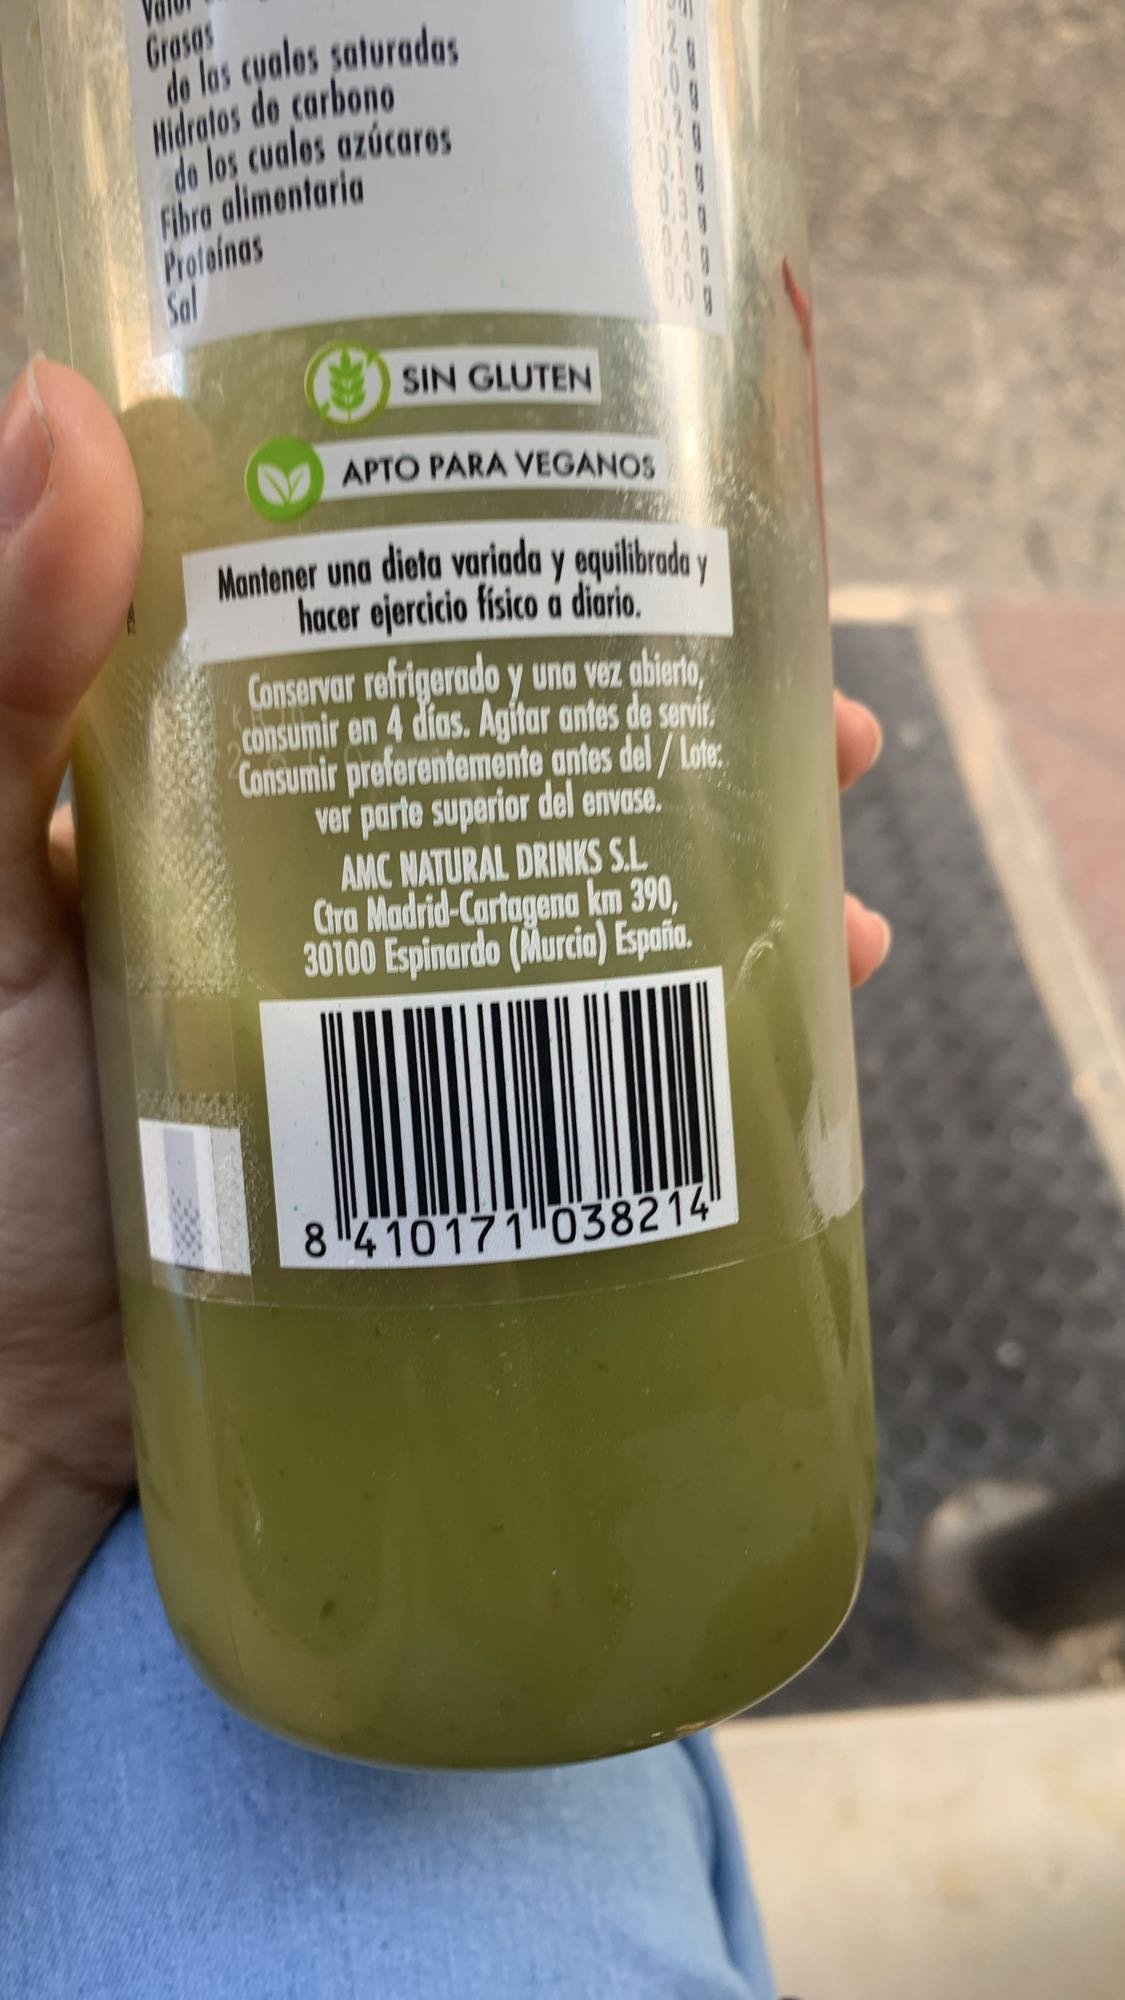 Grasas
de las cuales saturadas
Hidratos de carbono
de los cuales azúcares
Fibra alimentaria
Proteínas
Sal
SIN GLUTEN
APTO PARA VEGANOS
Mantener una dieta variada y equilibrada y
hacer ejercicio físico a diario.
Conservar refrigerado y una vez abierto,
consumir en 4 días. Agitar antes de servir.
Consumir preferentemente antes del / Lote:
ver parte superior del envase.
AMC NATURAL DRINKS S.L
Ctra Madrid-Cartagena km 390,
30100 Espinardo (Murcia) España.
8 410171 038214